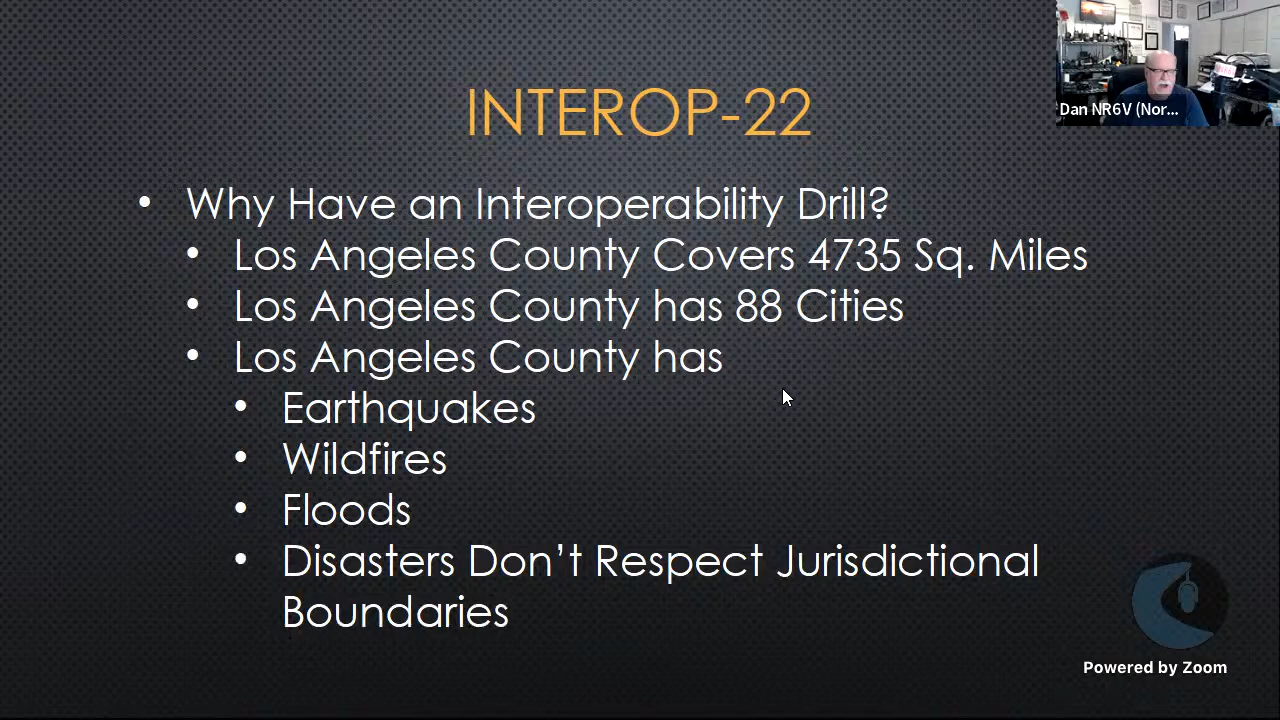 INTEROP-22
Dan NR6V (Nor...
• Why Have an Interoperability Drill?
• Los Angeles County Covers 4735 Sq. Miles
• Los Angeles County has 88 Cities
• Los Angeles County has
• Earthquakes
• Wildfires
• Floods
• Disasters Don’t Respect Jurisdictional
Boundaries
Powered by Zoom